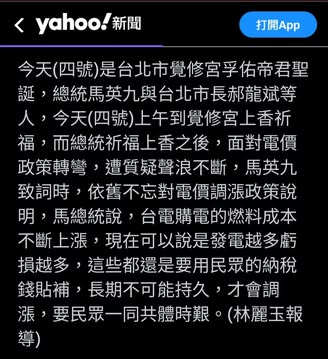 yahoo!新聞
打開App
今天(四號)是台北市覺修宮孚佑帝君聖
誕，總統馬英九與台北市長郝龍斌等
人，今天(四號)上午到覺修宮上香祈
福，而總統祈福上香之後，面對電價
政策轉彎，遭質疑聲浪不斷，馬英九
致詞時，依舊不忘對電價調漲政策說
明，馬總統說，台電購電的燃料成本
不斷上漲，現在可以說是發電越多虧
損越多，這些都還是要用民眾的納稅
錢貼補，長期不可能持久，才會調
漲，要民眾一同共體時艱。(林麗玉報
導)